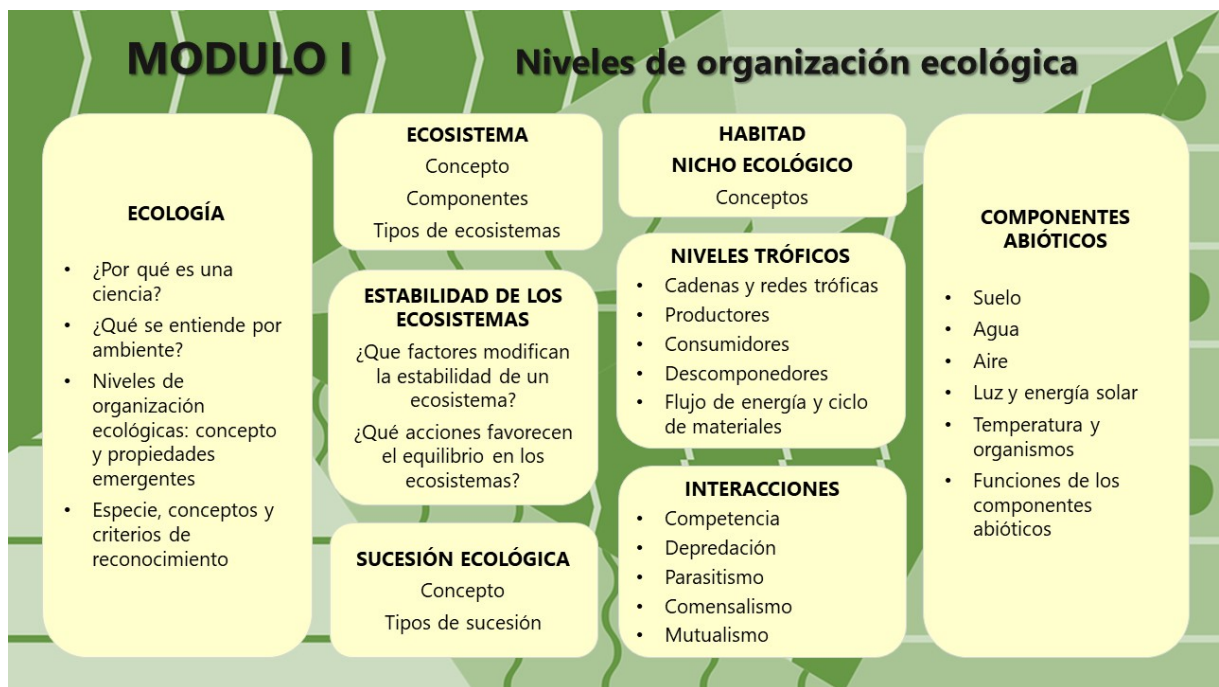 MODULO I
Niveles de organización ecológica
ECOLOGÍA
• ¿Por qué es una
ciencia?
• ¿Qué se entiende por
ambiente?
• Niveles de
organización
ecológicas: concepto
y propiedades
emergentes
• Especie, conceptos y
criterios de
reconocimiento
ECOSISTEMA
Concepto
Componentes
Tipos de ecosistemas
ESTABILIDAD DE LOS
ECOSISTEMAS
¿Que factores modifican
la estabilidad de un
ecosistema?
¿Qué acciones favorecen
el equilibrio en los
ecosistemas?
SUCESIÓN ECOLÓGICA
Concepto
Tipos de sucesión
HABITAD
NICHO ECOLÓGICO
Conceptos
NIVELES TRÓFICOS
• Cadenas y redes tróficas
• Productores
• Consumidores
• Descomponedores
• Flujo de energía y ciclo
de materiales
INTERACCIONES
• Competencia
• Depredación
• Parasitismo
• Comensalismo
• Mutualismo
COMPONENTES
ABIÓTICOS
• Suelo
• Agua
• Aire
• Luz y energía solar
• Temperatura y
organismos
• Funciones de los
componentes
abióticos